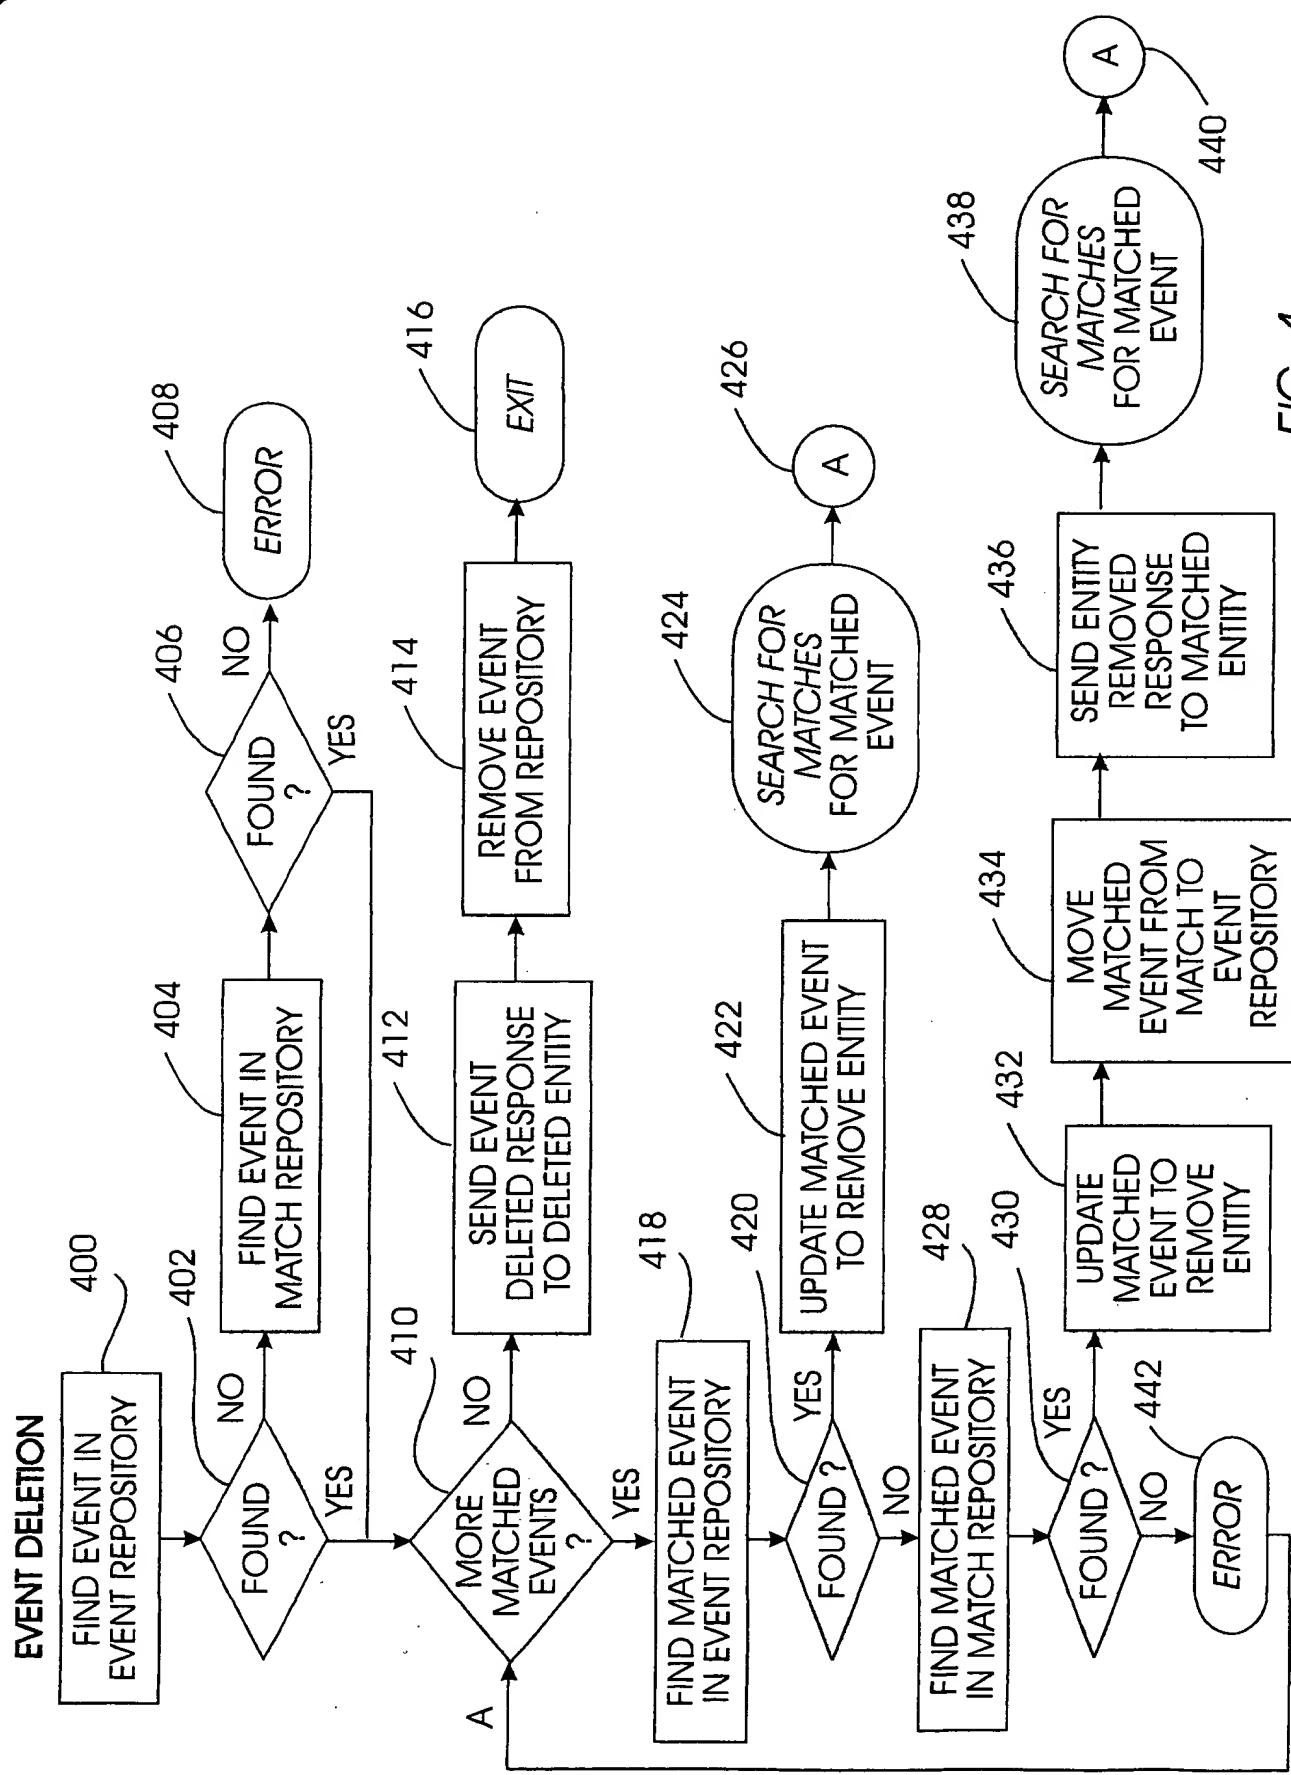 EVENT DELETION
400
FIND EVENT IN
EVENT REPOSITORY
402
FOUND
?
NO
YES
404
FIND EVENT IN
MATCH REPOSITORY
406
FOUND
?
NO
YES
408
ERROR
410
MORE
MATCHED
EVENTS
?
NO
YES
A
412
SEND EVENT
DELETED RESPONSE
TO DELETED ENTITY
414
REMOVE EVENT
FROM REPOSITORY
416
EXIT
418
FIND MATCHED EVENT
IN EVENT REPOSITORY
420
FOUND ?
YES
NO
422
UPDATE MATCHED EVENT
TO REMOVE ENTITY
424
SEARCH FOR
MATCHES
FOR MATCHED
EVENT
426
A
428
FIND MATCHED EVENT
IN MATCH REPOSITORY
430
FOUND ?
YES
NO
432
UPDATE
MATCHED
EVENT TO
REMOVE
ENTITY
434
MOVE
MATCHED
EVENT FROM
MATCH TO
EVENT
REPOSITORY
436
SEND ENTITY
REMOVED
RESPONSE
TO MATCHED
ENTITY
438
SEARCH FOR
MATCHES
FOR MATCHED
EVENT
A
440
442
ERROR
FIG. 4